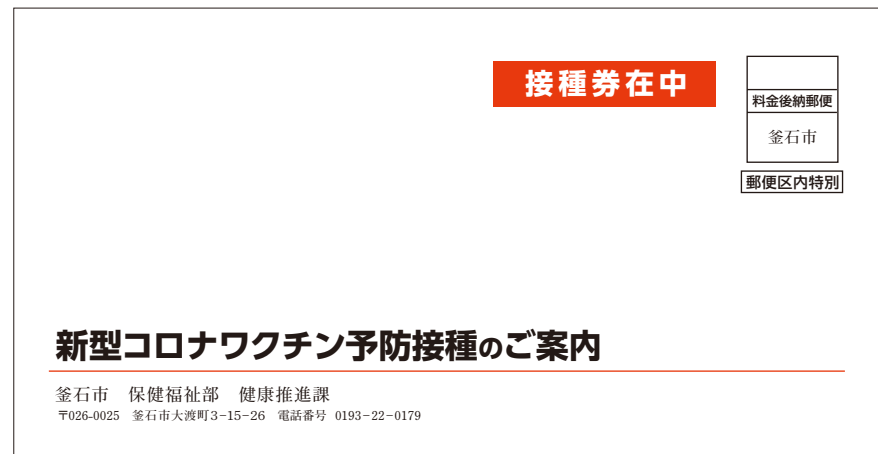 接種券在中
料金後納郵便
釜石市
郵便区内特別
新型コロナワクチン予防接種のご案内
釜石市　保健福祉部　健康推進課
〒026-0025　釜石市大渡町3-15-26　電話番号 0193-22-0179